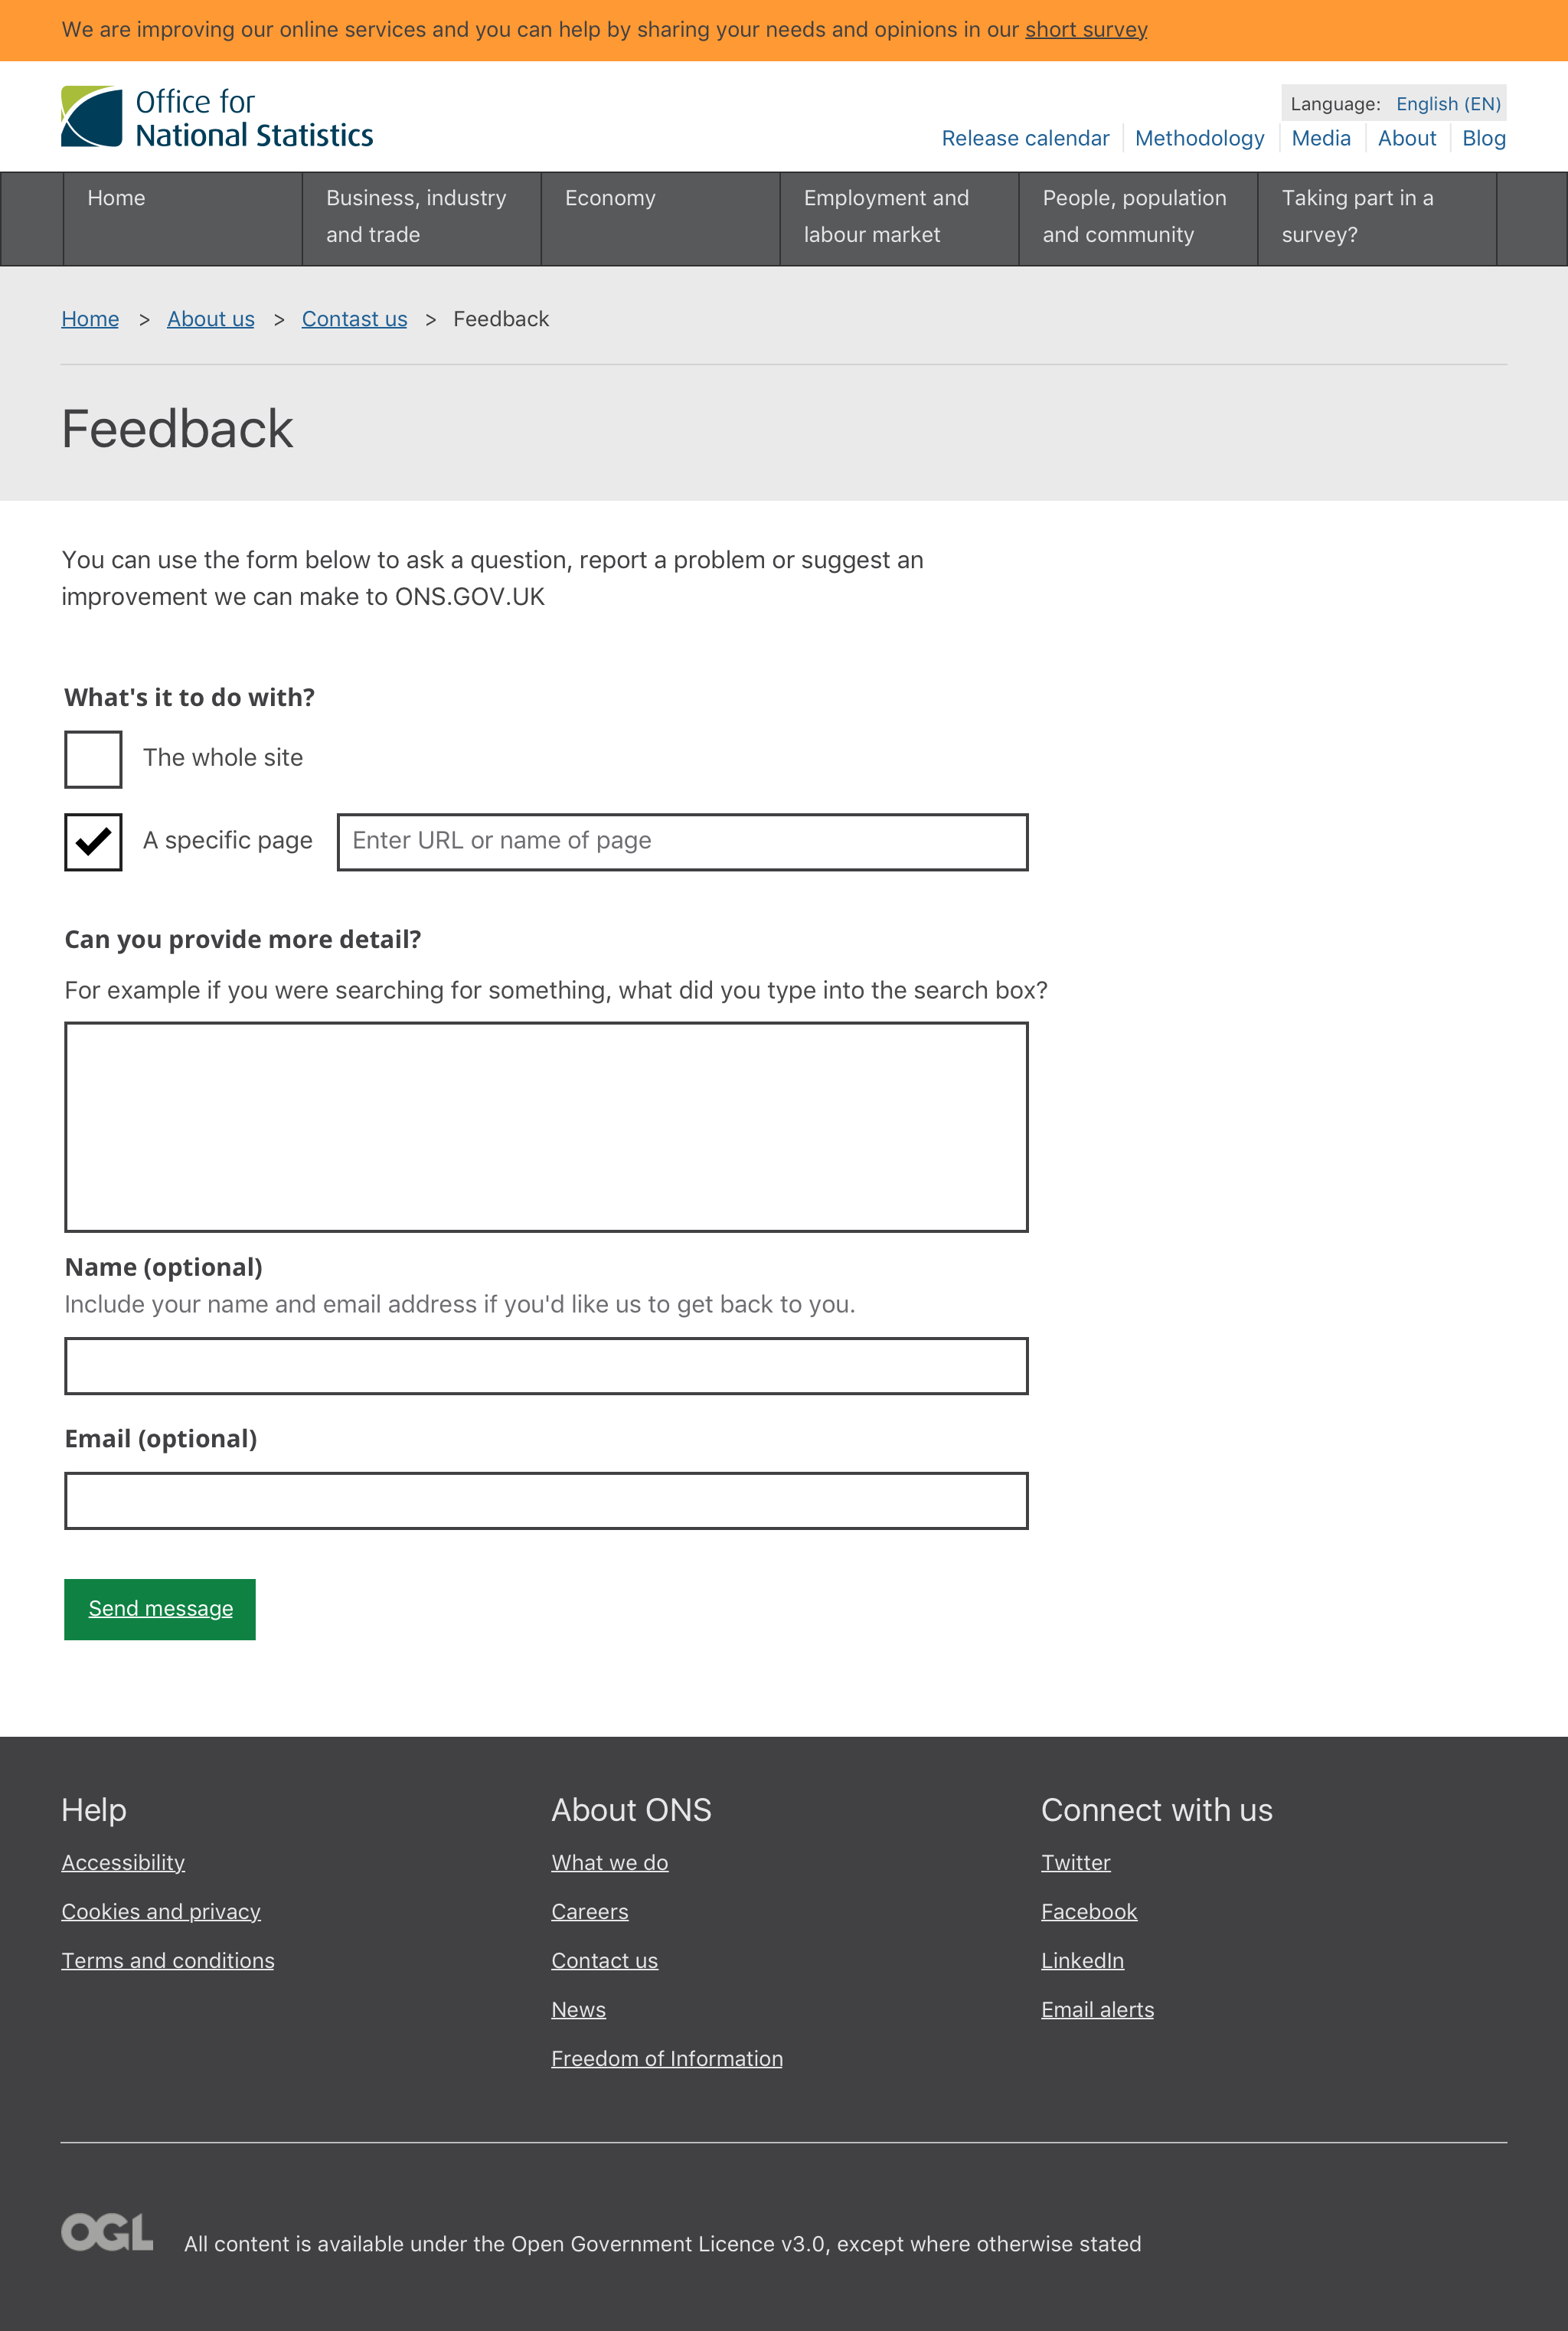 We are improving our online services and you can help by sharing your needs and opinions in our short survey
Office for
National Statistics
Language: English (EN)
Release calendar Methodology Media About Blog
Home
Business, industry
and trade
Economy
Employment and
labour market
People, population
and community
Taking part in a
survey?
Home > About us > Contast us > Feedback
Feedback
You can use the form below to ask a question, report a problem or suggest an
improvement we can make to ONS.GOV.UK
What's it to do with?
The whole site
A specific page Enter URL or name of page
Can you provide more detail?
For example if you were searching for something, what did you type into the search box?
Name (optional)
Include your name and email address if you'd like us to get back to you.
Email (optional)
Send message
Help
Accessibility
Cookies and privacy
Terms and conditions
About ONS
What we do
Careers
Contact us
News
Freedom of Information
Connect with us
Twitter
Facebook
LinkedIn
Email alerts
OGL All content is available under the Open Government Licence v3.0, except where otherwise stated